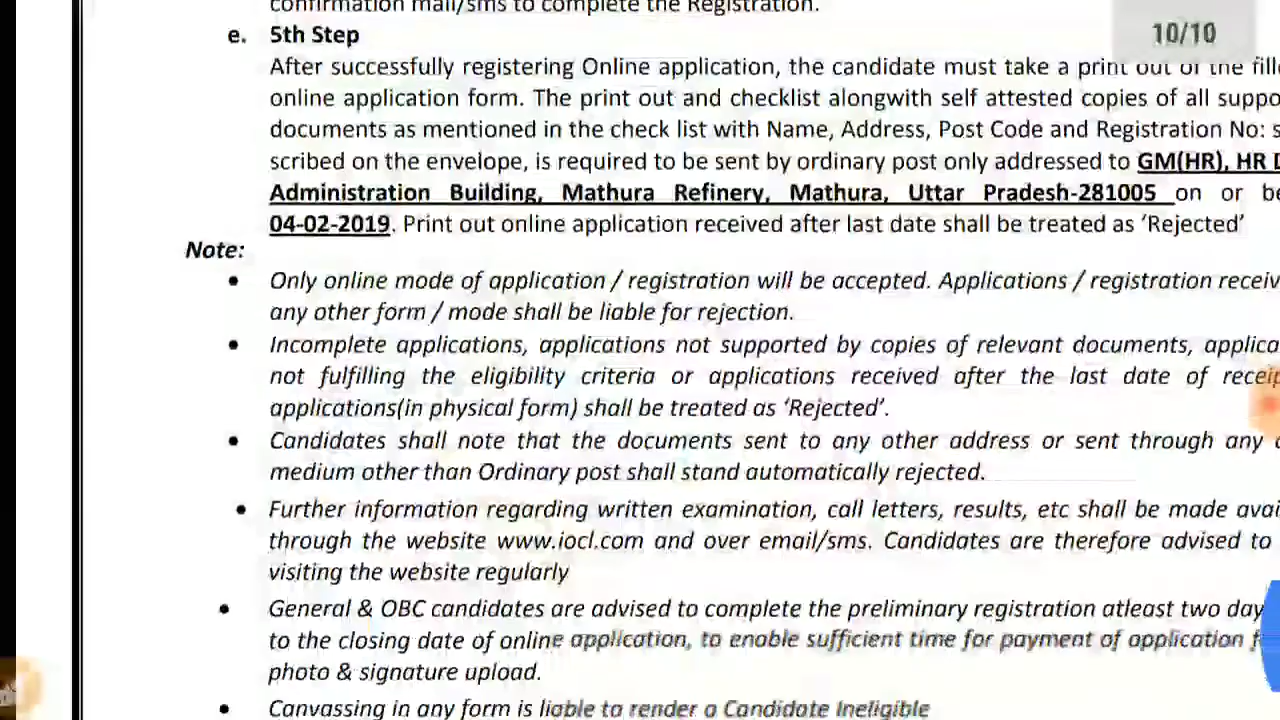 confirmation mail/sms to complete the Registration.
10/10
e. 5th Step
After successfully registering Online application, the candidate must take a print out of the fille
online application form. The print out and checklist alongwith self attested copies of all suppo
documents as mentioned in the check list with Name, Address, Post Code and Registration No: s
scribed on the envelope, is required to be sent by ordinary post only addressed to GM(HR), HR D
Administration Building, Mathura Refinery, Mathura, Uttar Pradesh-281005 on or be
04-02-2019. Print out online application received after last date shall be treated as ‘Rejected’
Note:
• Only online mode of application / registration will be accepted. Applications / registration receiv
any other form / mode shall be liable for rejection.
• Incomplete applications, applications not supported by copies of relevant documents, applica
not fulfilling the eligibility criteria or applications received after the last date of receip
applications(in physical form) shall be treated as ‘Rejected’.
• Candidates shall note that the documents sent to any other address or sent through any
medium other than Ordinary post shall stand automatically rejected.
• Further information regarding written examination, call letters, results, etc shall be made avai
through the website www.iocl.com and over email/sms. Candidates are therefore advised to
visiting the website regularly
• General & OBC candidates are advised to complete the preliminary registration atleast two day
to the closing date of online application, to enable sufficient time for payment of application f
photo & signature upload.
• Canvassing in any form is liable to render a Candidate Ineligible